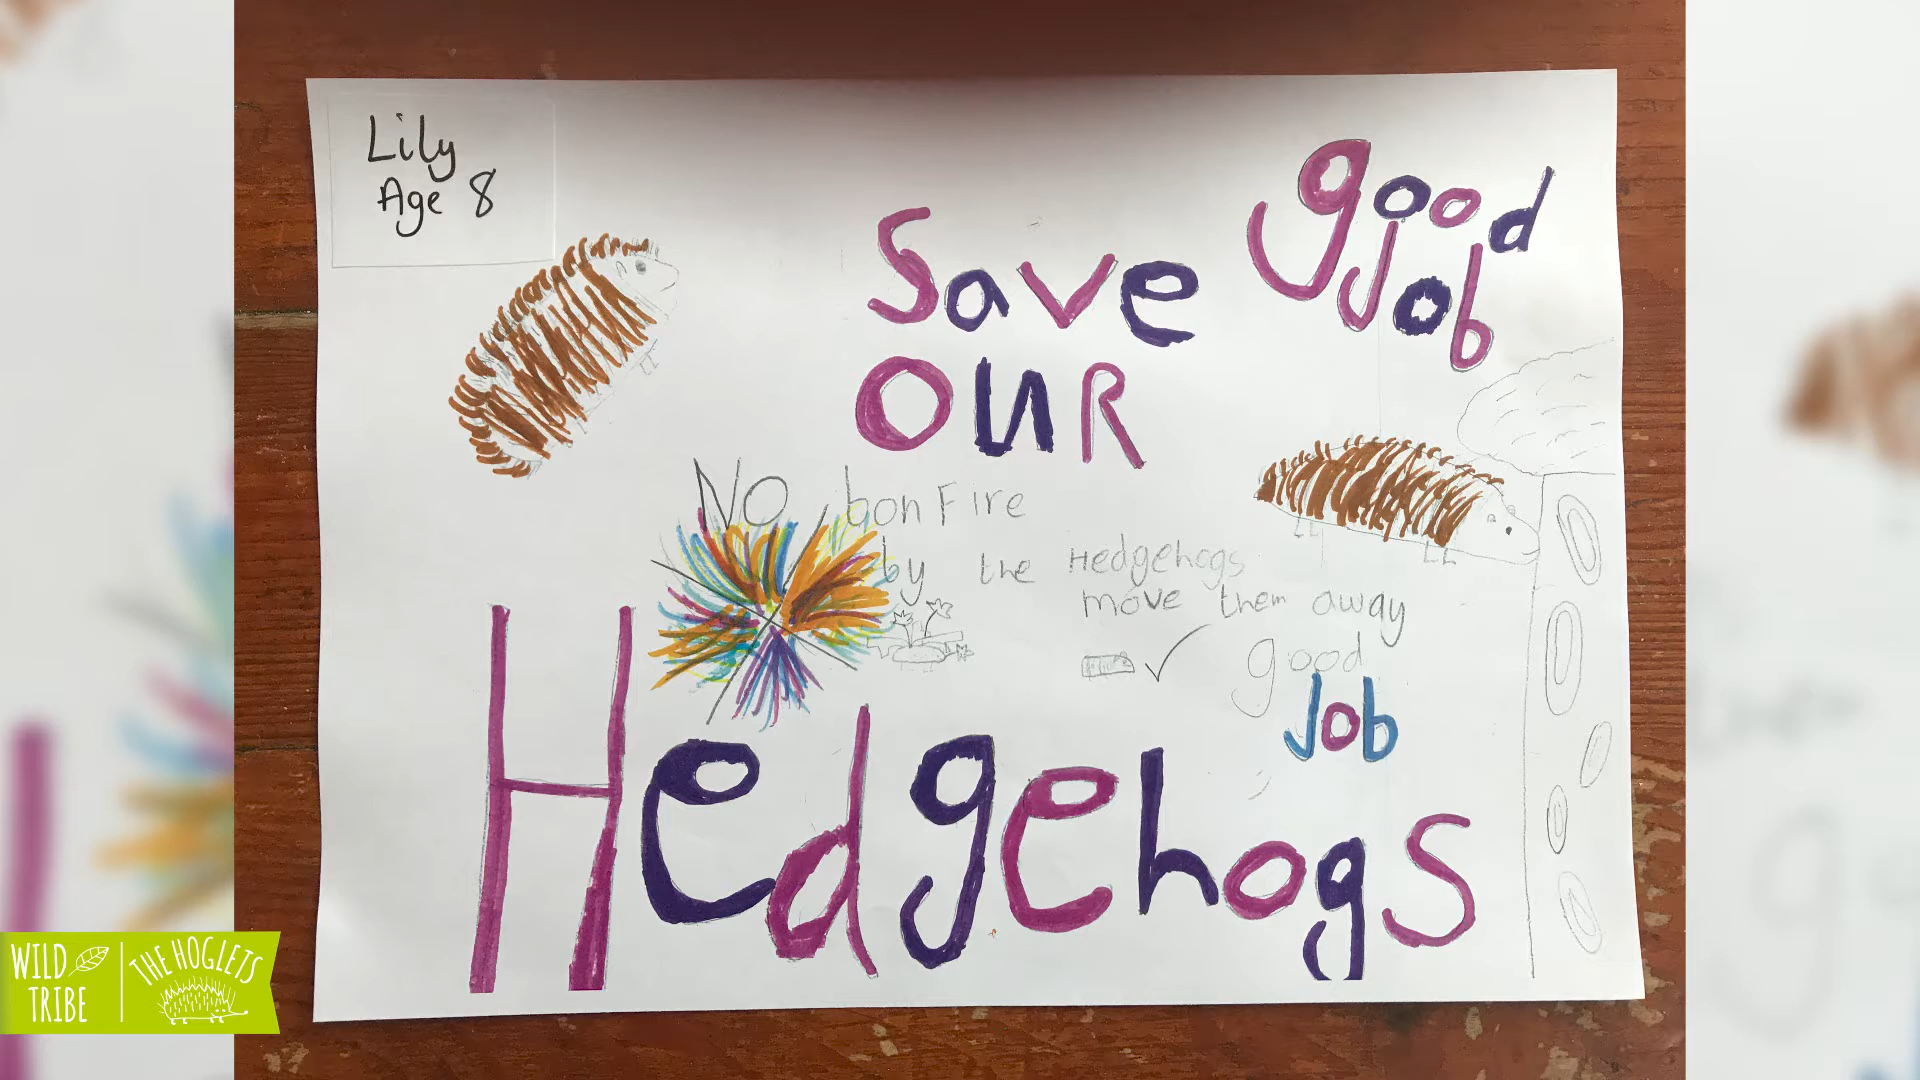 Lily
Age 8
Save
OUR
good
job
NO bonFire
by the Hedgehogs
move them away
good
Job
Hedgehogs
WILD
TRIBE
THE HOGLETS